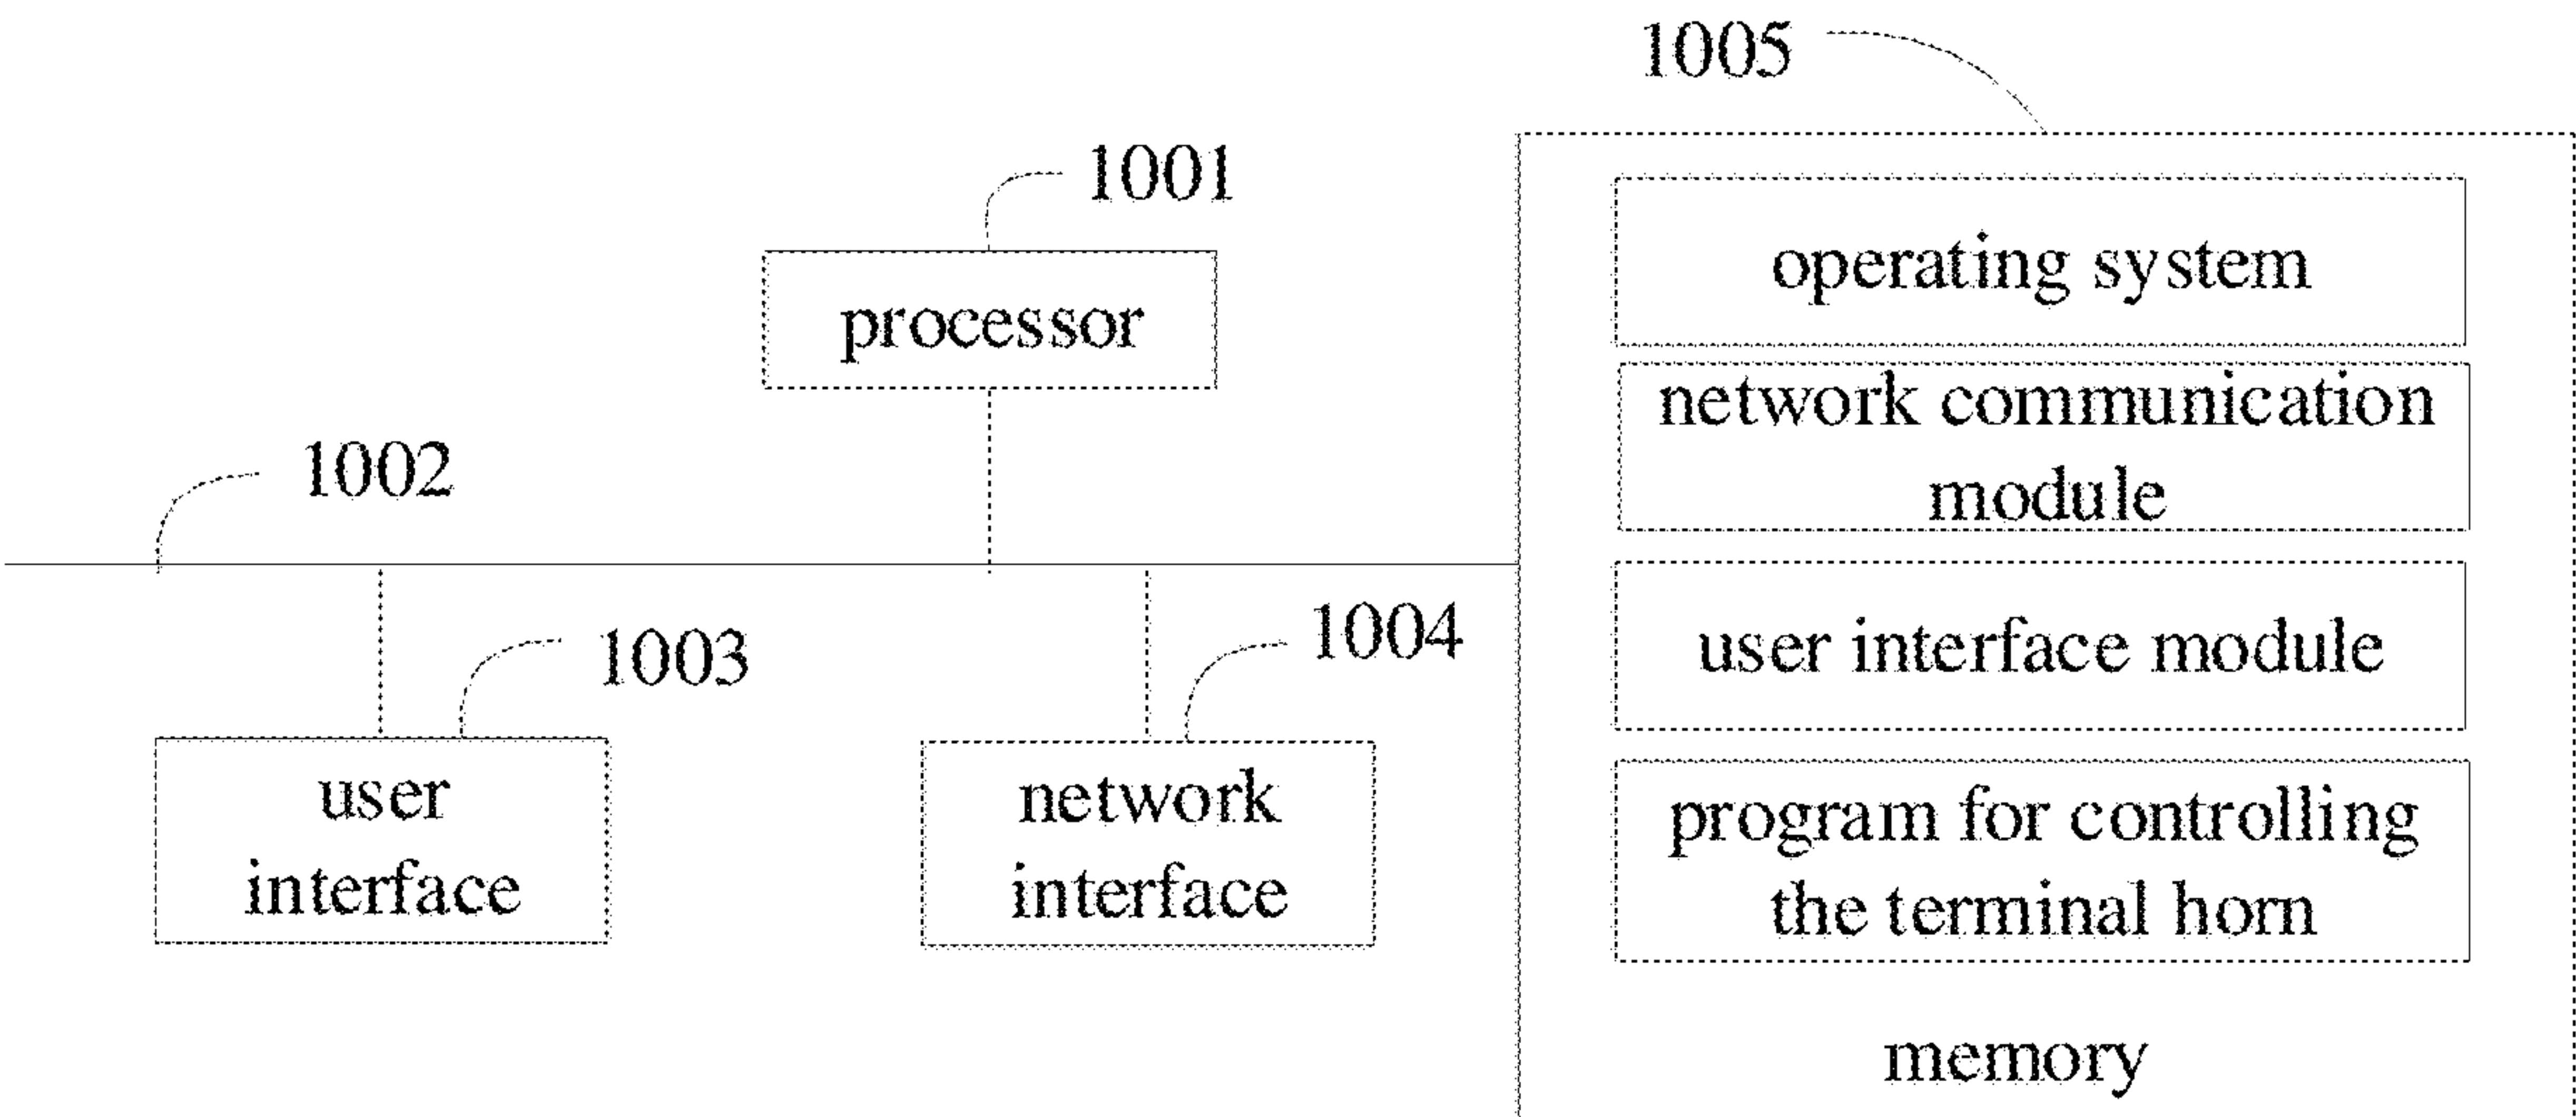 1005
1001
processor
1002
1003
user
interface
1004
network
interface
operating system
network communication
module
user interface module
program for controlling
the terminal horn
memory